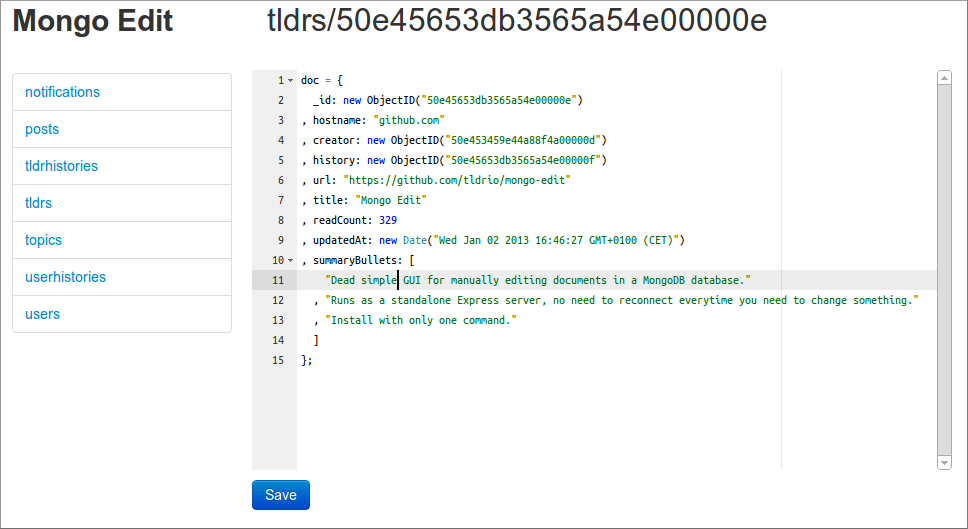 Mongo Edit
tldrs/50e45653db3565a54e00000e
notifications
posts
tldrhistories
tldrs
topics
userhistories
users
1 doc = {
2 _id: new ObjectID("50e45653db3565a54e00000e")
3 , hostname: "github.com"
4 , creator: new ObjectID("50e453459e44a88f4a00000d")
5 , history: new ObjectID("50e45653db3565a54e00000f")
6 , url: "https://github.com/tldrio/mongo-edit"
7 , title: "Mongo Edit"
8 , readCount: 329
9 , updatedAt: new Date("Wed Jan 02 2013 16:46:27 GMT+0100 (CET)")
10 , summaryBullets: [
11 "Dead simple GUI for manually editing documents in a MongoDB database."
12 , "Runs as a standalone Express server, no need to reconnect everytime you need to change something."
13 , "Install with only one command."
14 ]
15 };
Save